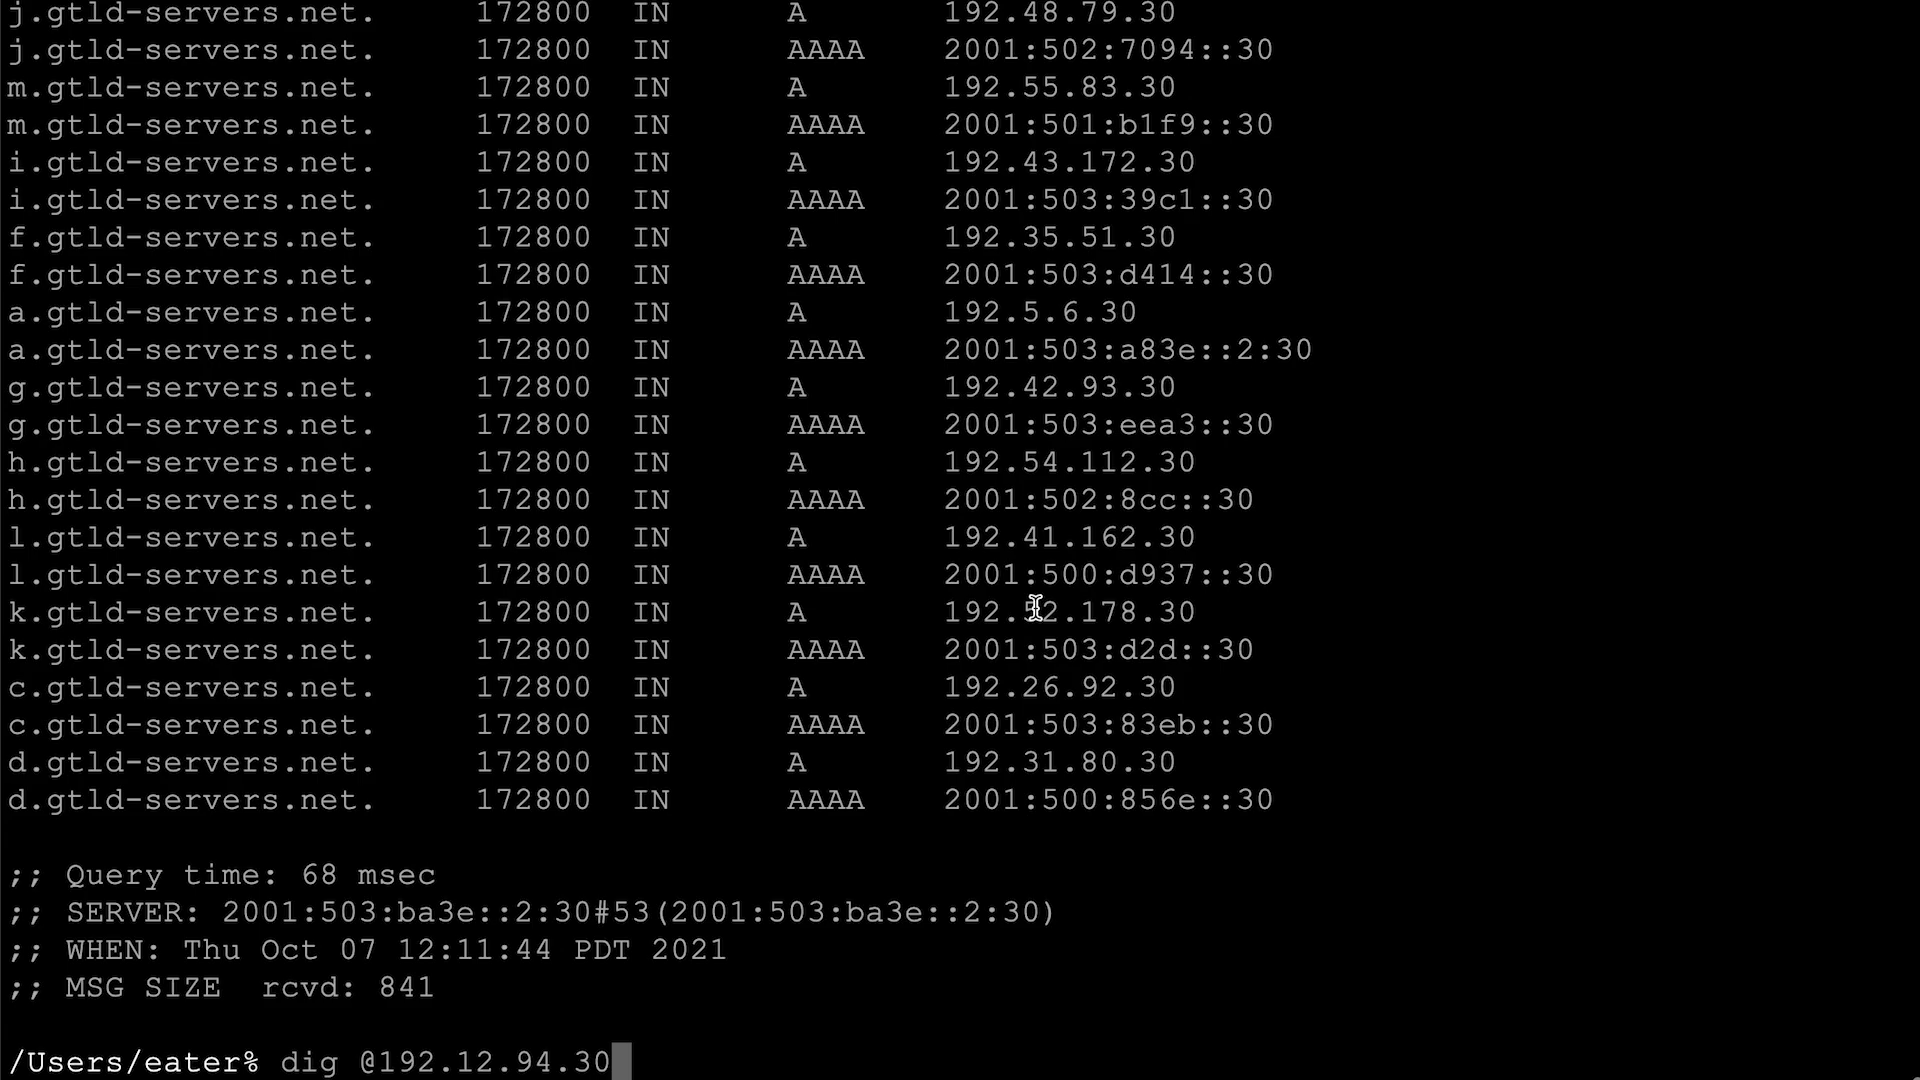 j.gtld-servers.net. 172800 IN A 192.48.79.30
j.gtld-servers.net. 172800 IN AAAA 2001:502:7094::30
m.gtld-servers.net. 172800 IN A 192.55.83.30
m.gtld-servers.net. 172800 IN AAAA 2001:501:b1f9::30
i.gtld-servers.net. 172800 IN A 192.43.172.30
i.gtld-servers.net. 172800 IN AAAA 2001:503:39c1::30
f.gtld-servers.net. 172800 IN A 192.35.51.30
f.gtld-servers.net. 172800 IN AAAA 2001:503:d414::30
a.gtld-servers.net. 172800 IN A 192.5.6.30
a.gtld-servers.net. 172800 IN AAAA 2001:503:a83e::2:30
g.gtld-servers.net. 172800 IN A 192.42.93.30
g.gtld-servers.net. 172800 IN AAAA 2001:503:eea3::30
h.gtld-servers.net. 172800 IN A 192.54.112.30
h.gtld-servers.net. 172800 IN AAAA 2001:502:8cc::30
l.gtld-servers.net. 172800 IN A 192.41.162.30
l.gtld-servers.net. 172800 IN AAAA 2001:500:d937::30
k.gtld-servers.net. 172800 IN A 192.52.178.30
k.gtld-servers.net. 172800 IN AAAA 2001:503:d2d::30
c.gtld-servers.net. 172800 IN A 192.26.92.30
c.gtld-servers.net. 172800 IN AAAA 2001:503:83eb::30
d.gtld-servers.net. 172800 IN A 192.31.80.30
d.gtld-servers.net. 172800 IN AAAA 2001:500:856e::30
;; Query time: 68 msec
;; SERVER: 2001:503:ba3e::2:30#53(2001:503:ba3e::2:30)
;; WHEN: Thu Oct 07 12:11:44 PDT 2021
;; MSG SIZE  rcvd: 841
/Users/eater% dig @192.12.94.30